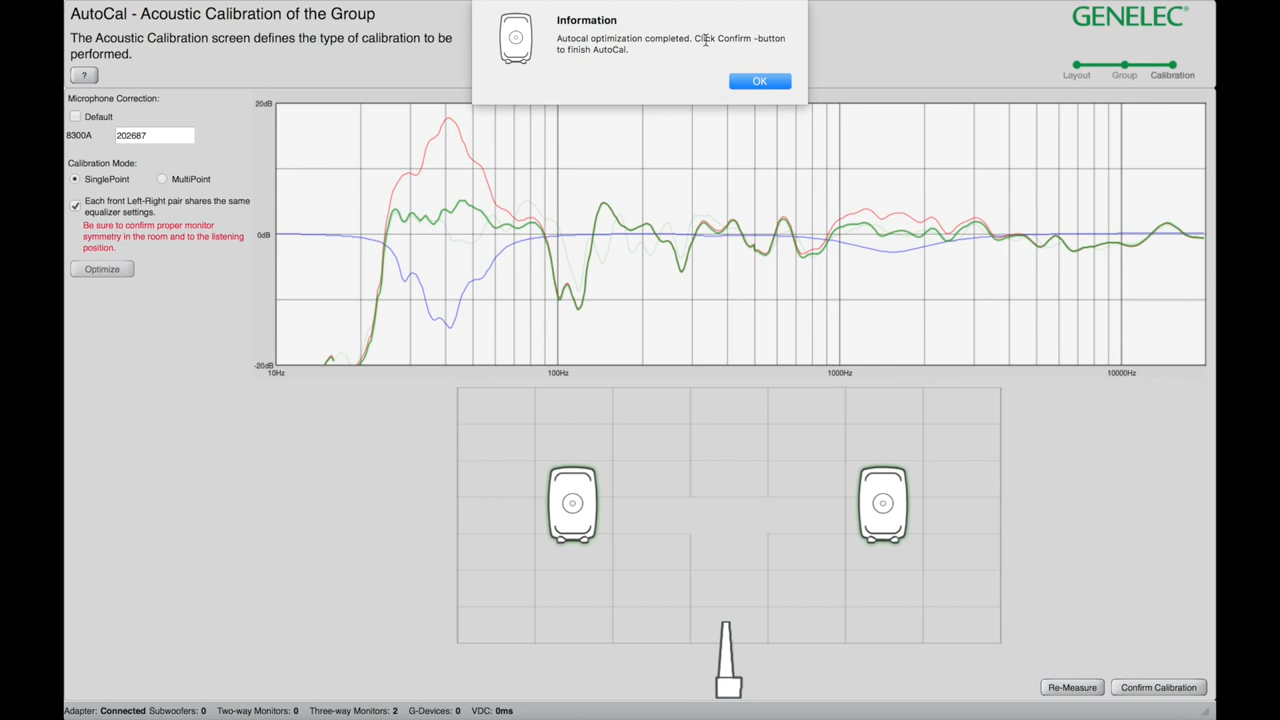 AutoCal - Acoustic Calibration of the Group
The Acoustic Calibration screen defines the type of calibration to be
performed.
?
Information
Autocal optimization completed. Click Confirm -button
to finish AutoCal.
OK
GENELEC
Layout Group Calibration
Microphone Correction:
Default
8300A 202687
Calibration Mode:
SinglePoint MultiPoint
Each front Left-Right pair shares the same
equalizer settings.
Be sure to confirm proper monitor
symmetry in the room and to the listening
position.
Optimize
20dB
0dB
-20dB
10Hz 100Hz 1000Hz 10000Hz
Re-Measure Confirm Calibration
Adapter: Connected Subwoofers: 0 Two-way Monitors: 0 Three-way Monitors: 2 G-Devices: 0 VDC: 0ms